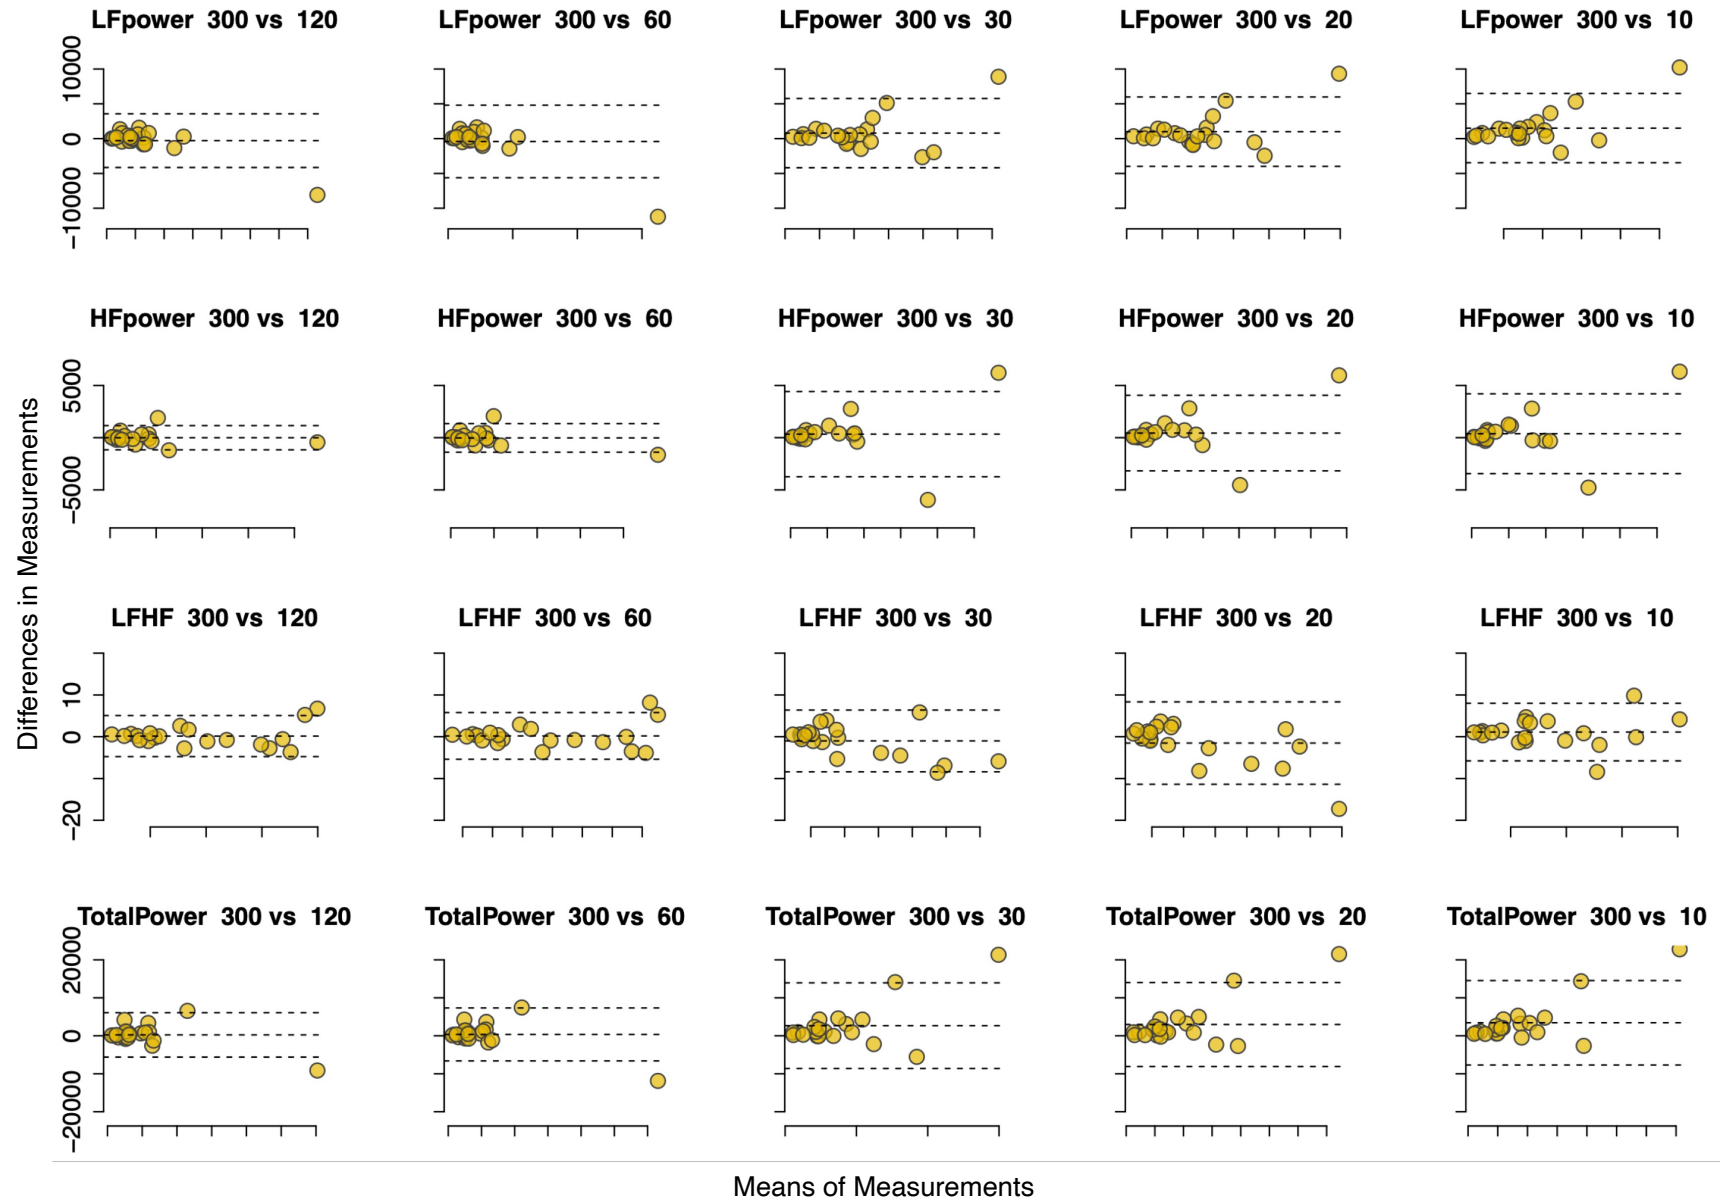 LFpower 300 vs 120
LFpower 300 vs 60
LFpower 300 vs 30
LFpower 300 vs 20
LFpower 300 vs 10
10000
0
−10000
HFpower 300 vs 120
HFpower 300 vs 60
HFpower 300 vs 30
HFpower 300 vs 20
HFpower 300 vs 10
5000
−5000
Differences in Measurements
LFHF 300 vs 120
LFHF 300 vs 60
LFHF 300 vs 30
LFHF 300 vs 20
LFHF 300 vs 10
10
0
−20
TotalPower 300 vs 120
TotalPower 300 vs 60
TotalPower 300 vs 30
TotalPower 300 vs 20
TotalPower 300 vs 10
20000
0
−20000
Means of Measurements